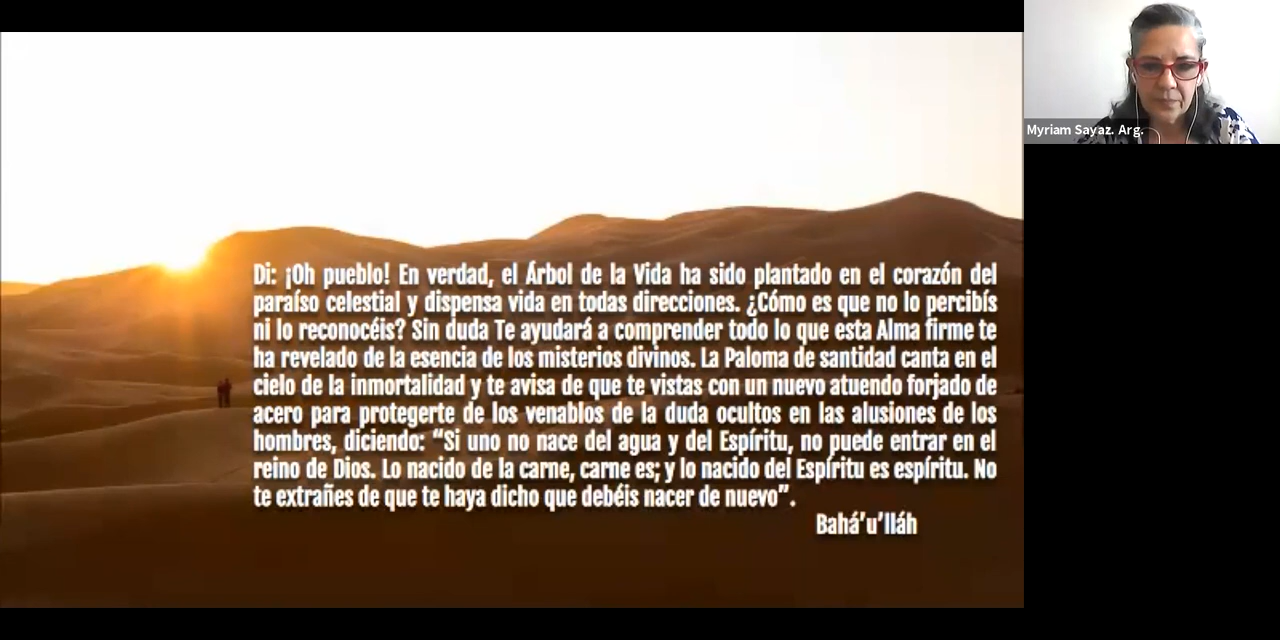 Myriam Sayaz. Arg.
Di: ¡Oh pueblo! En verdad, el Árbol de la Vida ha sido plantado en el corazón del
paraíso celestial y dispensa vida en todas direcciones. ¿Cómo es que no lo percibís
ni lo reconocéis? Sin duda Te ayudará a comprender todo lo que esta Alma firme te
ha revelado de la esencia de los misterios divinos. La Paloma de santidad canta en el
cielo de la inmortalidad y te avisa de que te vistas con un nuevo atuendo forjado de
acero para protegerte de los venablos de la duda ocultos en las alusiones de los
hombres, diciendo: “Si uno no nace del agua y del Espíritu, no puede entrar en el
reino de Dios. Lo nacido de la carne, carne es; y lo nacido del Espíritu es espíritu. No
te extrañes de que te haya dicho que debéis nacer de nuevo”.
Bahá’u’lláh